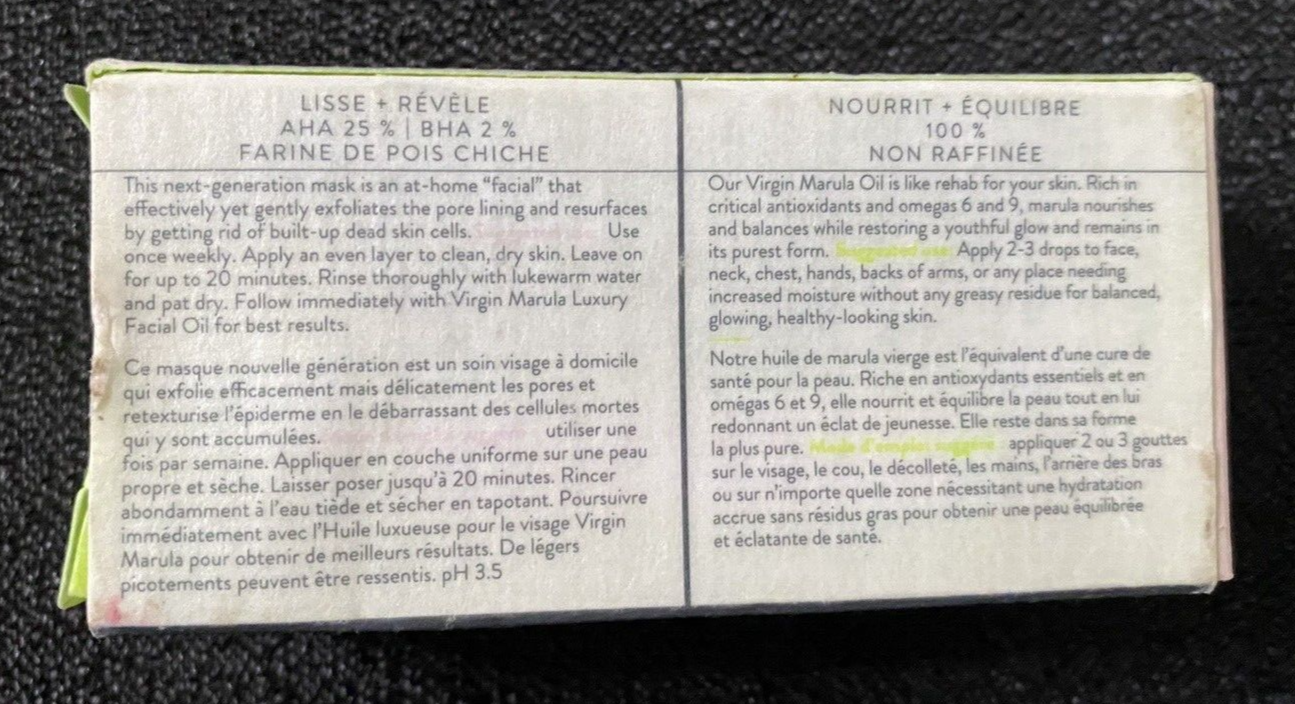 LISSE + RÉVÈLE
AHA 25 % | BHA 2 %
FARINE DE POIS CHICHE
This next-generation mask is an at-home “facial” that
effectively yet gently exfoliates the pore lining and resurfaces
by getting rid of built-up dead skin cells. Use
once weekly. Apply an even layer to clean, dry skin. Leave on
for up to 20 minutes. Rinse thoroughly with lukewarm water
and pat dry. Follow immediately with Virgin Marula Luxury
Facial Oil for best results.
Ce masque nouvelle génération est un soin visage à domicile
qui exfolie efficacement mais délicatement les pores et
retexturise l’épiderme en le débarrassant des cellules mortes
qui y sont accumulées. utiliser une
fois par semaine. Appliquer en couche uniforme sur une peau
propre et sèche. Laisser poser jusqu’à 20 minutes. Rincer
abondamment à l’eau tiède et sécher en tapotant. Poursuivre
immédiatement avec l’Huile luxueuse pour le visage Virgin
Marula pour obtenir de meilleurs résultats. De légers
picotements peuvent être ressentis. pH 3.5
NOURRIT + ÉQUILIBRE
100 %
NON RAFFINÉE
Our Virgin Marula Oil is like rehab for your skin. Rich in
critical antioxidants and omegas 6 and 9, marula nourishes
and balances while restoring a youthful glow and remains in
its purest form. Suggested use: Apply 2-3 drops to face,
neck, chest, hands, backs of arms, or any place needing
increased moisture without any greasy residue for balanced,
glowing, healthy-looking skin.
Notre huile de marula vierge est l’équivalent d’une cure de
santé pour la peau. Riche en antioxydants essentiels et en
omégas 6 et 9, elle nourrit et équilibre la peau tout en lui
redonnant un éclat de jeunesse. Elle reste dans sa forme
la plus pure. Mode d’emploi suggéré : appliquer 2 ou 3 gouttes
sur le visage, le cou, le décolleté, les mains, l’arrière des bras
ou sur n’importe quelle zone nécessitant une hydratation
accrue sans résidus gras pour obtenir une peau équilibrée
et éclatante de santé.